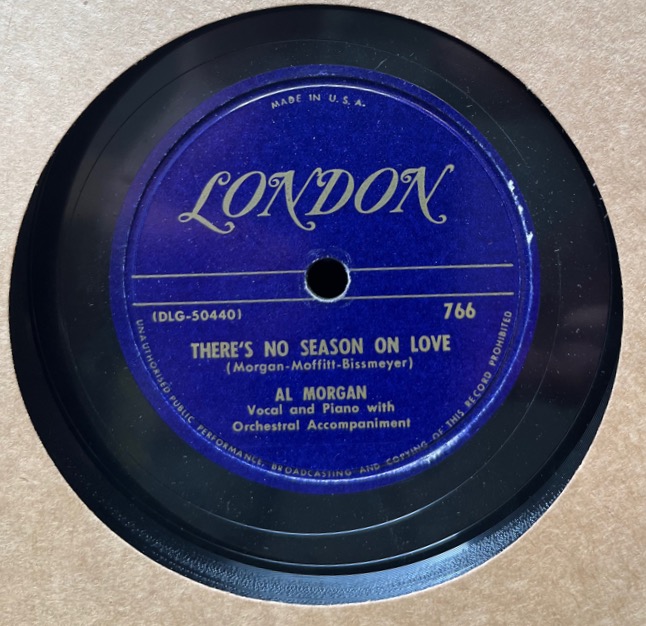 MADE IN U.S.A.
LONDON
(DLG-50440) 766
THERE'S NO SEASON ON LOVE
(Morgan-Moffitt-Bissmeyer)
AL MORGAN
Vocal and Piano with
Orchestral Accompaniment
UNAUTHORISED PUBLIC PERFORMANCE, BROADCASTING AND COPYING OF THIS RECORD PROHIBITED